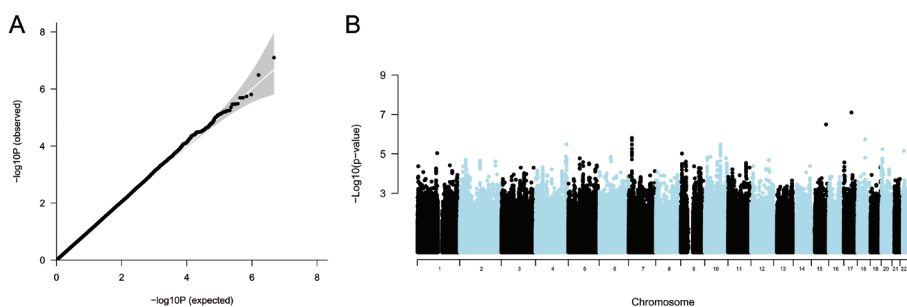 A
8
6
4
2
0
−log10P (observed)
0 2 4 6 8
−log10P (expected)
B
9
7
5
3
−Log10(p-value)
1 2 3 4 5 6 7 8 9 10 11 12 13 14 15 16 17 18 19 20 21 22
Chromosome